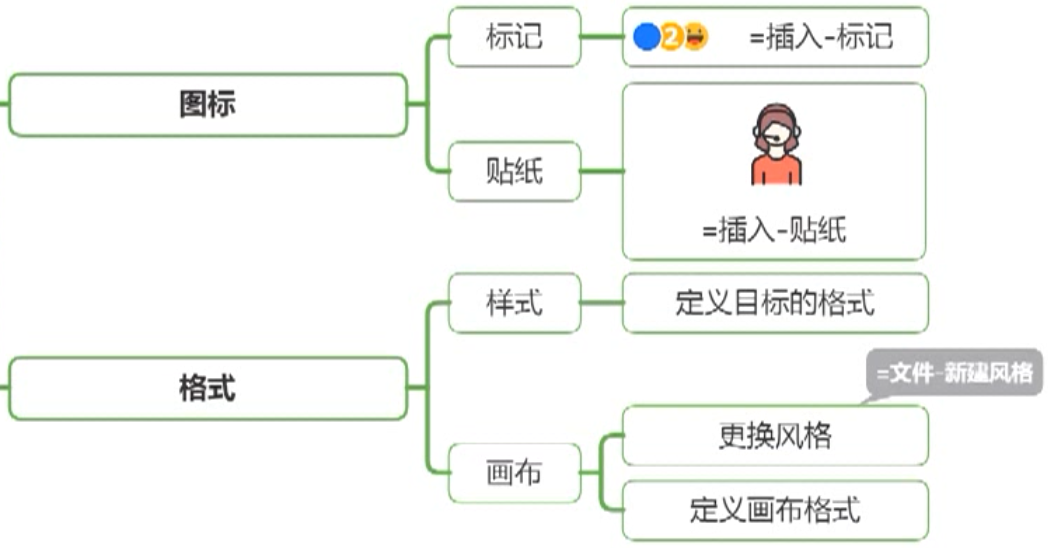 图标
标记
2 =插入-标记
贴纸
=插入-贴纸
格式
样式
定义目标的格式
画布
=文件-新建风格
更换风格
定义画布格式